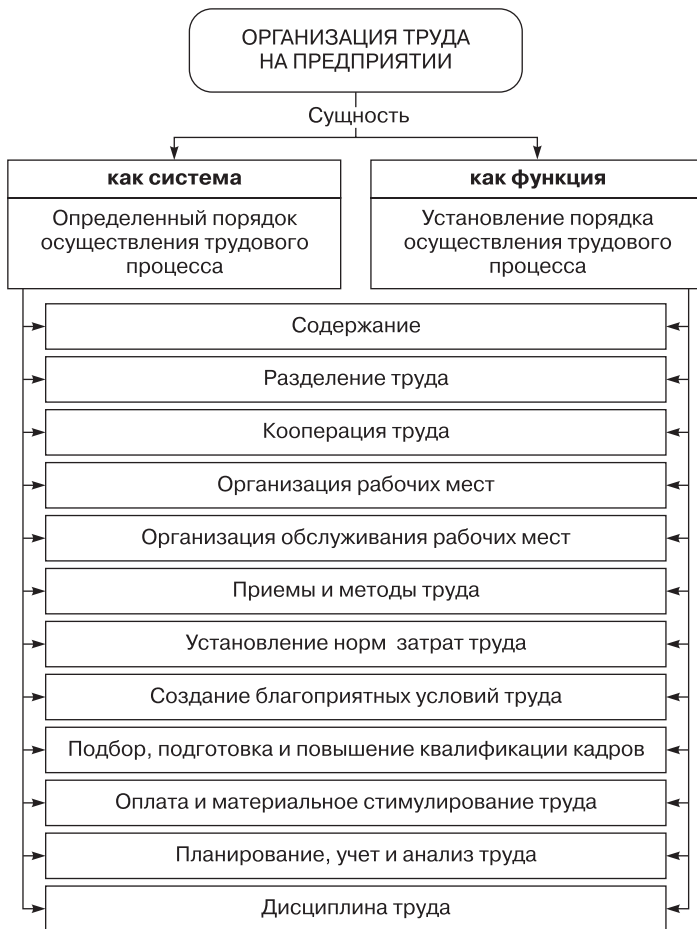 ОРГАНИЗАЦИЯ ТРУДА
НА ПРЕДПРИЯТИИ
Сущность
как система
Определенный порядок
осуществления трудового
процесса
как функция
Установление порядка
осуществления трудового
процесса
Содержание
Разделение труда
Кооперация труда
Организация рабочих мест
Организация обслуживания рабочих мест
Приемы и методы труда
Установление норм  затрат труда
Создание благоприятных условий труда
Подбор, подготовка и повышение квалификации кадров
Оплата и материальное стимулирование труда
Планирование, учет и анализ труда
Дисциплина труда